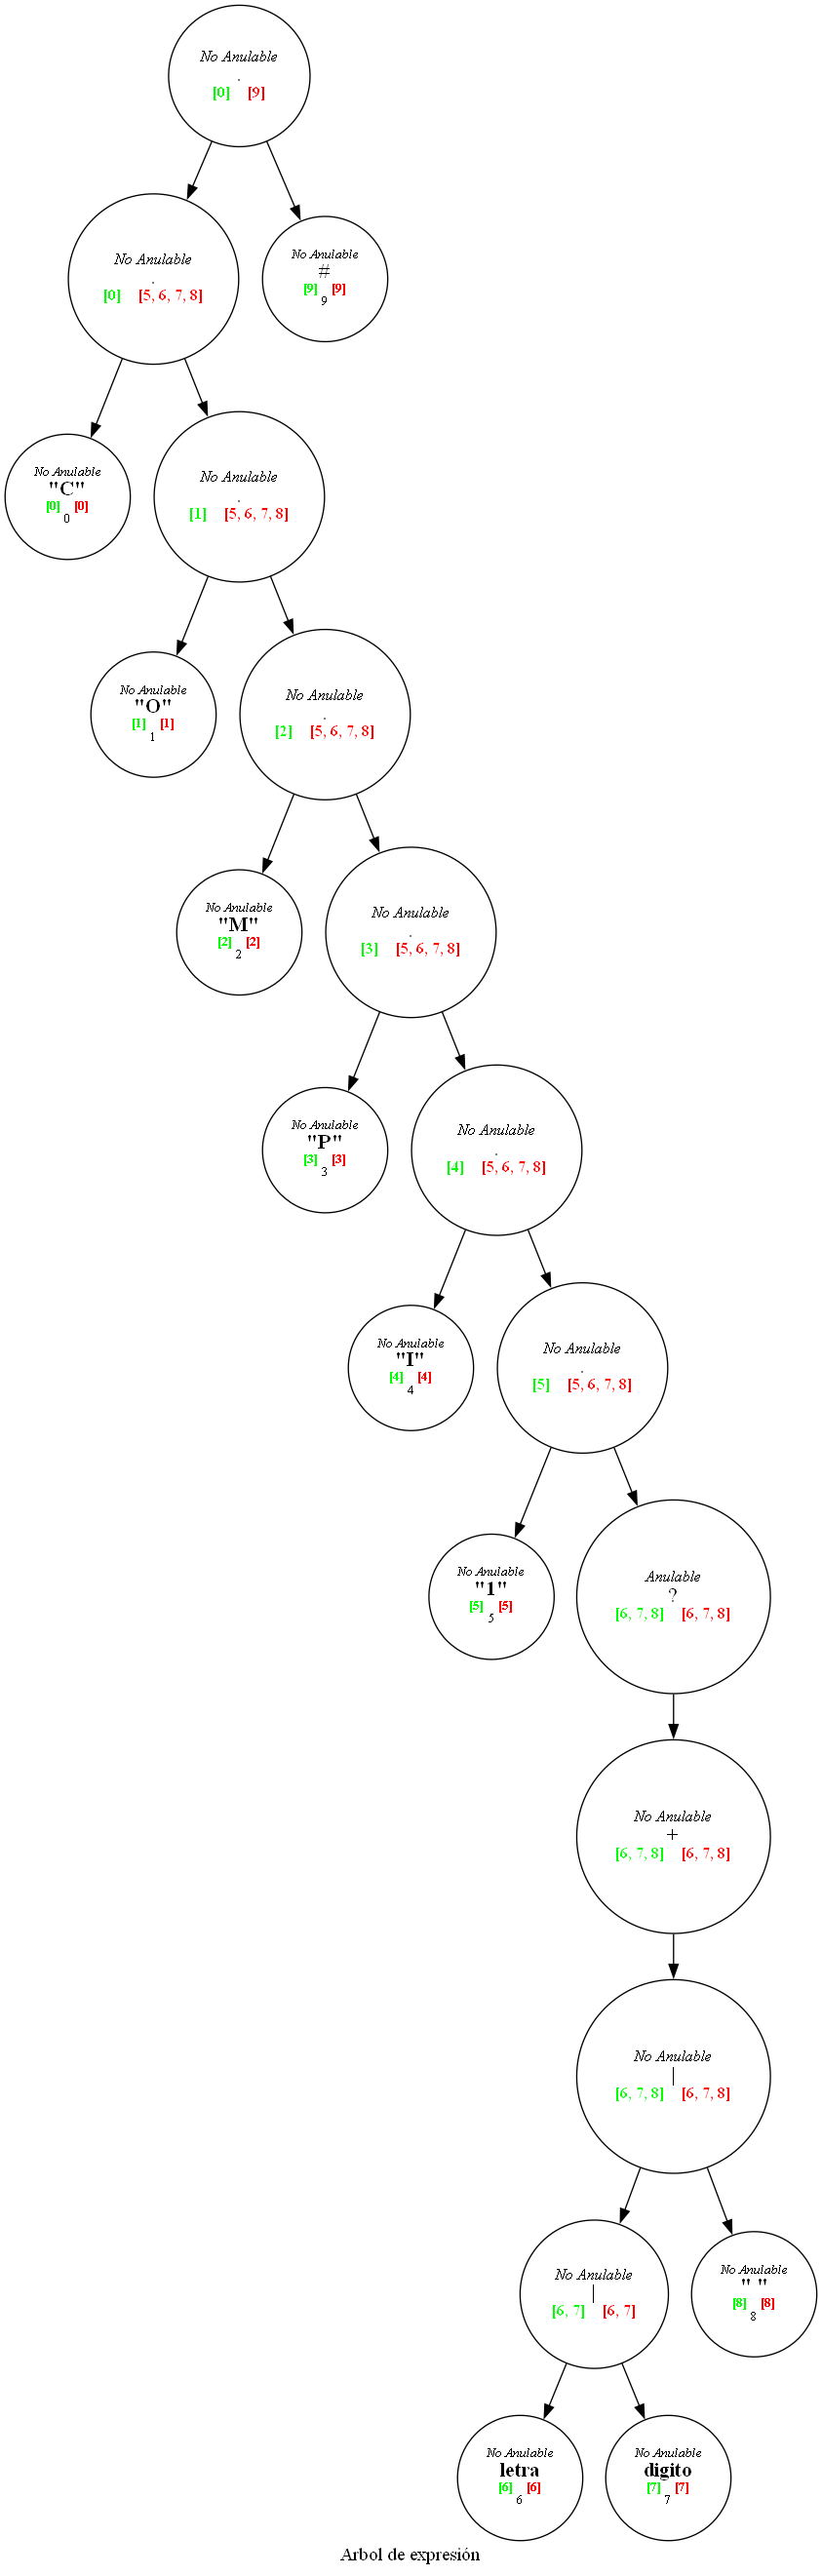 No Anulable
.
[0] [9]
No Anulable
.
[0] [5, 6, 7, 8]
No Anulable
#
[9] [9]
9
No Anulable
"C"
[0] [0]
0
No Anulable
.
[1] [5, 6, 7, 8]
No Anulable
"O"
[1] [1]
1
No Anulable
.
[2] [5, 6, 7, 8]
No Anulable
"M"
[2] [2]
2
No Anulable
.
[3] [5, 6, 7, 8]
No Anulable
"P"
[3] [3]
3
No Anulable
.
[4] [5, 6, 7, 8]
No Anulable
"I"
[4] [4]
4
No Anulable
.
[5] [5, 6, 7, 8]
No Anulable
"1"
[5] [5]
5
Anulable
?
[6, 7, 8] [6, 7, 8]
No Anulable
+
[6, 7, 8] [6, 7, 8]
No Anulable
|
[6, 7, 8] [6, 7, 8]
No Anulable
|
[6, 7] [6, 7]
No Anulable
" "
[8] [8]
8
No Anulable
letra
[6] [6]
6
No Anulable
digito
[7] [7]
7
Arbol de expresión